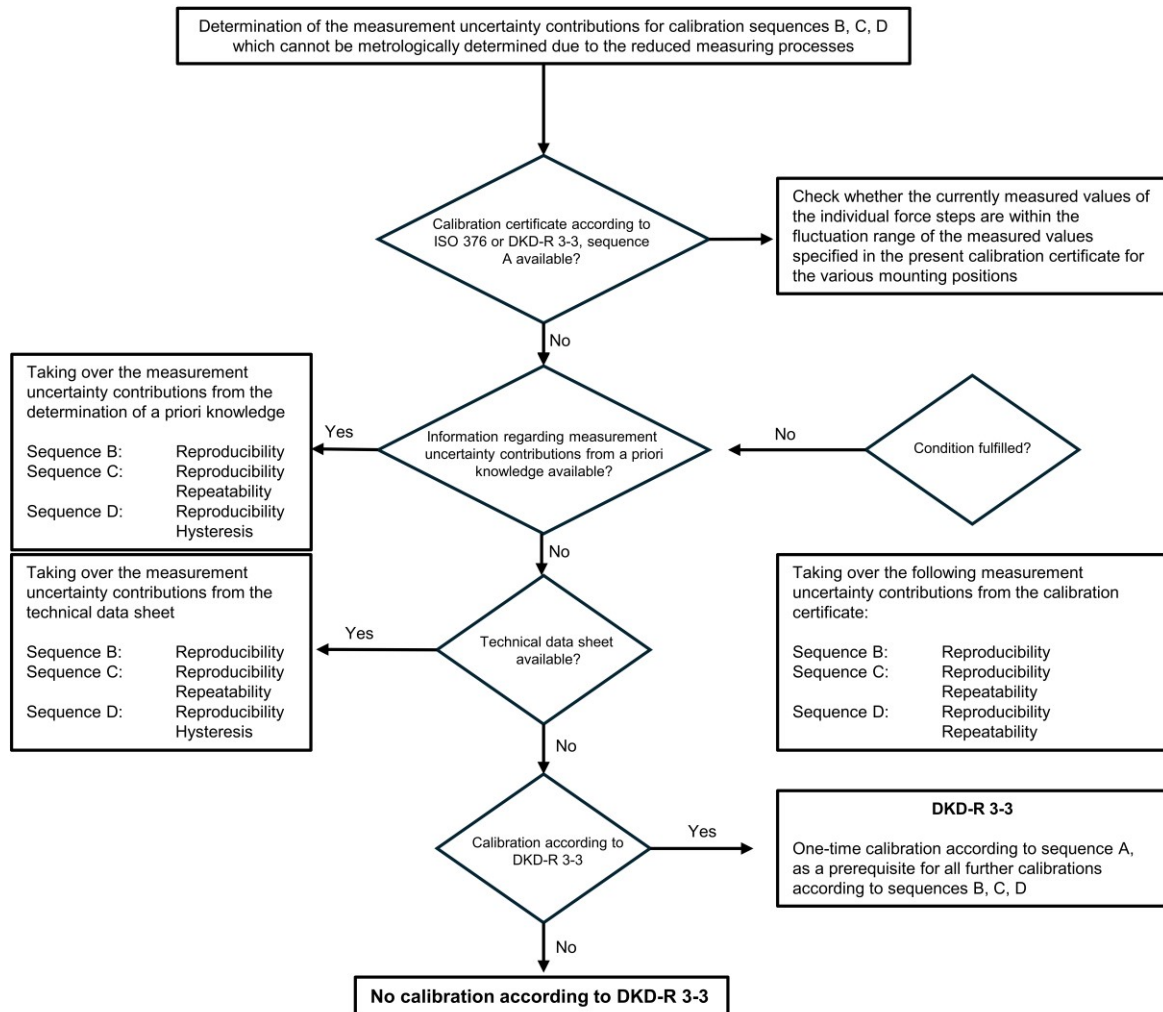 Determination of the measurement uncertainty contributions for calibration sequences B, C, D
which cannot be metrologically determined due to the reduced measuring processes
Calibration certificate according to
ISO 376 or DKD-R 3-3, sequence
A available?
Check whether the currently measured values of
the individual force steps are within the
fluctuation range of the measured values
specified in the present calibration certificate for
the various mounting positions
No
Taking over the measurement
uncertainty contributions from the
determination of a priori knowledge
Sequence B: Reproducibility
Sequence C: Reproducibility
Repeatability
Sequence D: Reproducibility
Hysteresis
Yes
Information regarding measurement
uncertainty contributions from a priori
knowledge available?
No
Condition fulfilled?
No
Taking over the measurement
uncertainty contributions from the
technical data sheet
Sequence B: Reproducibility
Sequence C: Reproducibility
Repeatability
Sequence D: Reproducibility
Hysteresis
Yes
Technical data sheet
available?
Taking over the following measurement
uncertainty contributions from the calibration
certificate:
Sequence B: Reproducibility
Sequence C: Reproducibility
Repeatability
Sequence D: Reproducibility
Repeatability
No
Calibration according to
DKD-R 3-3
Yes
DKD-R 3-3
One-time calibration according to sequence A,
as a prerequisite for all further calibrations
according to sequences B, C, D
No
No calibration according to DKD-R 3-3